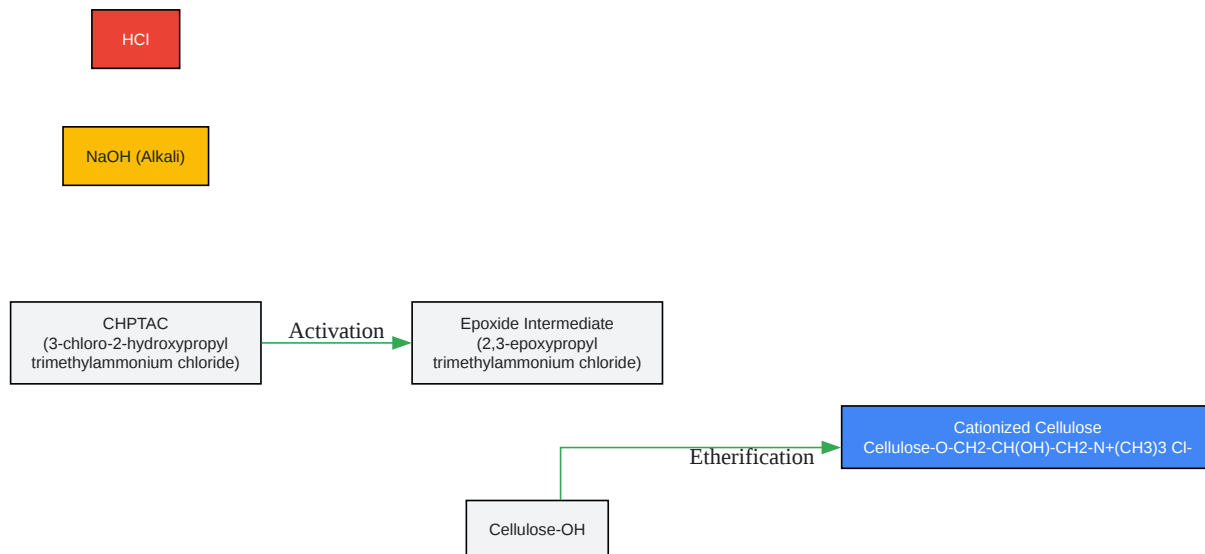 HCl
NaOH (Alkali)
CHPTAC
(3-chloro-2-hydroxypropyl
trimethylammonium chloride)
Activation
Epoxide Intermediate
(2,3-epoxypropyl
trimethylammonium chloride)
Cationized Cellulose
Cellulose-O-CH2-CH(OH)-CH2-N+(CH3)3 Cl-
Etherification
Cellulose-OH